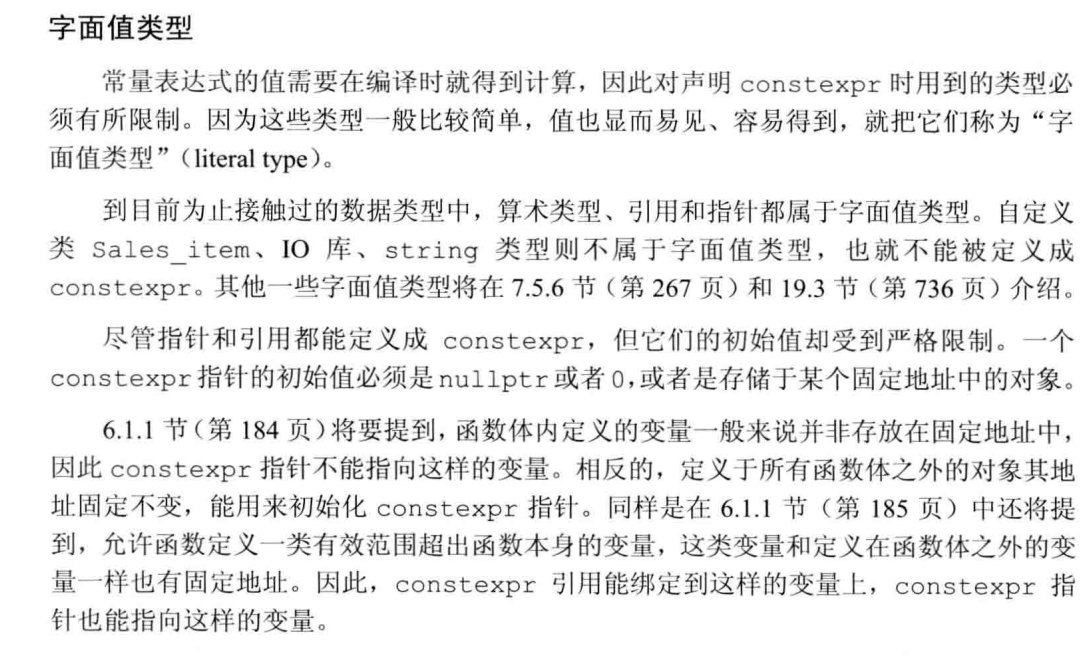 字面值类型
常量表达式的值需要在编译时就得到计算，因此对声明 constexpr 时用到的类型必
须有所限制。因为这些类型一般比较简单，值也显而易见、容易得到，就把它们称为“字
面值类型”（literal type）。
到目前为止接触过的数据类型中，算术类型、引用和指针都属于字面值类型。自定义
类 Sales_item、IO 库、string 类型则不属于字面值类型，也就不能被定义成
constexpr。其他一些字面值类型将在 7.5.6 节（第 267 页）和 19.3 节（第 736 页）介绍。
尽管指针和引用都能定义成 constexpr，但它们的初始值却受到严格限制。一个
constexpr 指针的初始值必须是 nullptr 或者 0，或者是存储于某个固定地址中的对象。
6.1.1 节（第 184 页）将要提到，函数体内定义的变量一般来说并非存放在固定地址中，
因此 constexpr 指针不能指向这样的变量。相反的，定义于所有函数体之外的对象其地
址固定不变，能用来初始化 constexpr 指针。同样是在 6.1.1 节（第 185 页）中还将提
到，允许函数定义一类有效范围超出函数本身的变量，这类变量和定义在函数体之外的变
量一样也有固定地址。因此，constexpr 引用能绑定到这样的变量上，constexpr 指
针也能指向这样的变量。